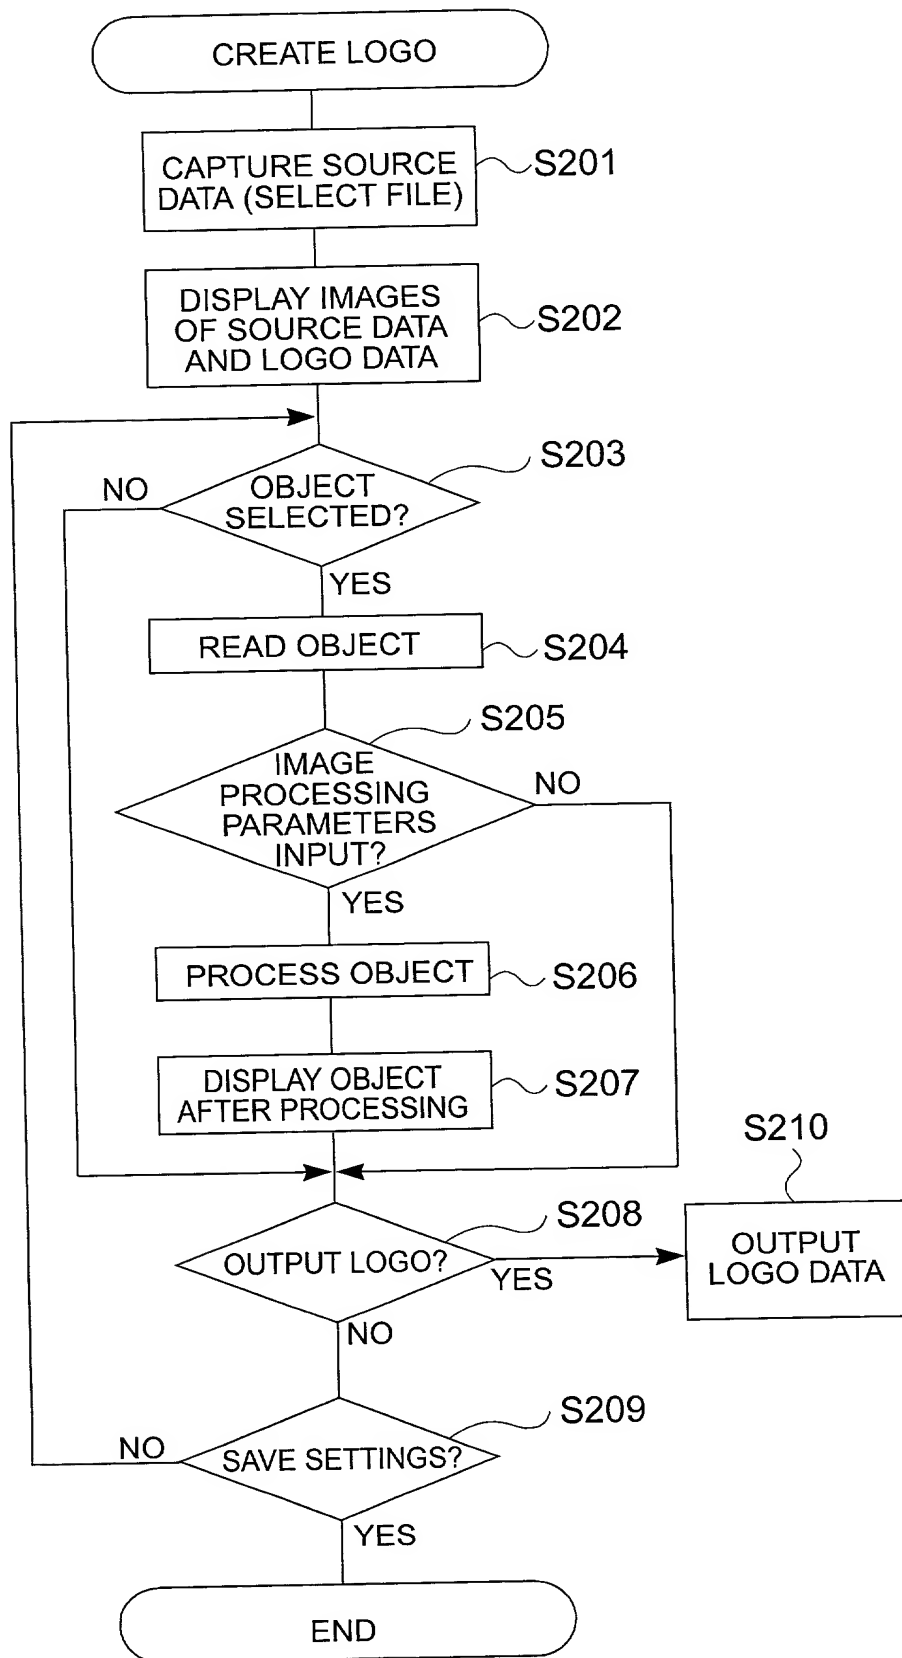 CREATE LOGO
CAPTURE SOURCE
DATA (SELECT FILE)
S201
DISPLAY IMAGES
OF SOURCE DATA
AND LOGO DATA
S202
OBJECT
SELECTED?
S203
NO
YES
READ OBJECT
S204
IMAGE
PROCESSING
PARAMETERS
INPUT?
S205
NO
YES
PROCESS OBJECT
S206
DISPLAY OBJECT
AFTER PROCESSING
S207
OUTPUT LOGO?
S208
YES
NO
S210
OUTPUT
LOGO DATA
SAVE SETTINGS?
S209
NO
YES
END